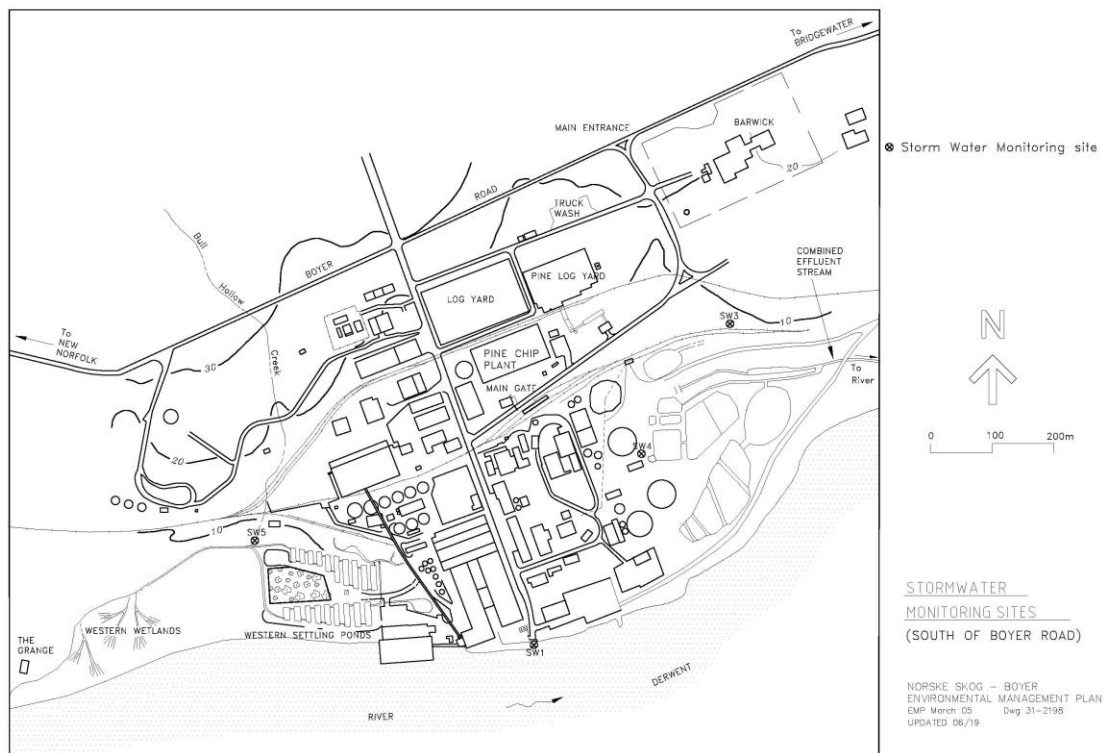 To
BRIDGEWATER
MAIN ENTRANCE
BARWICK
20
Storm Water Monitoring site
ROAD
TRUCK
WASH
Bull
Hollow
Creek
BOYER
PINE LOG YARD
LOG YARD
COMBINED
EFFLUENT
STREAM
SW3
10
To
NEW
NORFOLK
30
PINE CHIP
PLANT
MAIN GATE
To
River
N
0 100 200m
20
SW4
10
SW5
WESTERN WETLANDS
WESTERN SETTLING PONDS
THE
GRANGE
SW1
RIVER
DERWENT
STORMWATER
MONITORING SITES
(SOUTH OF BOYER ROAD)
NORSKE SKOG – BOYER
ENVIRONMENTAL MANAGEMENT PLAN
EMP March 05 Dwg 31-2198
UPDATED 06/19